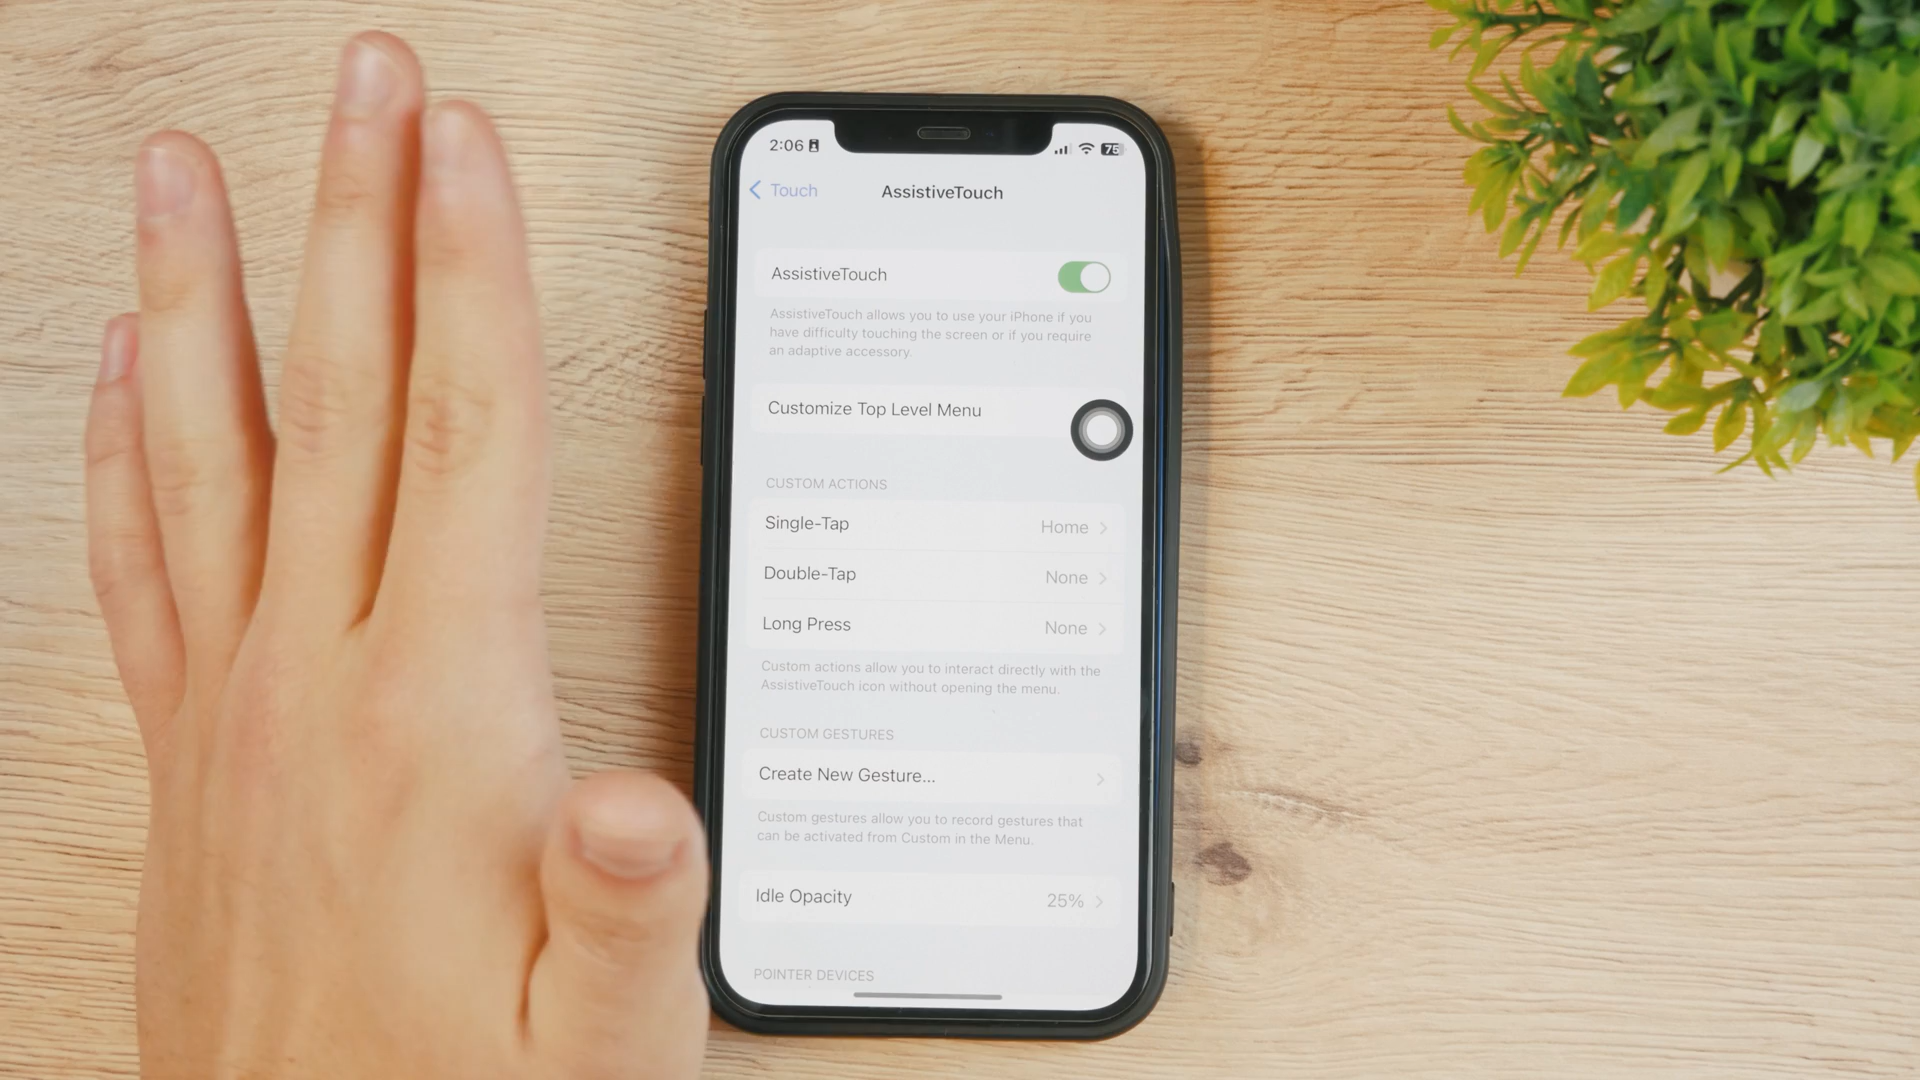 2:06
75
Touch
AssistiveTouch
AssistiveTouch
AssistiveTouch allows you to use your iPhone if you
have difficulty touching the screen or if you require
an adaptive accessory.
Customize Top Level Menu
CUSTOM ACTIONS
Single-Tap Home
Double-Tap None
Long Press None
Custom actions allow you to interact directly with the
AssistiveTouch icon without opening the menu.
CUSTOM GESTURES
Create New Gesture...
Custom gestures allow you to record gestures that
can be activated from Custom in the Menu.
Idle Opacity 25%
POINTER DEVICES